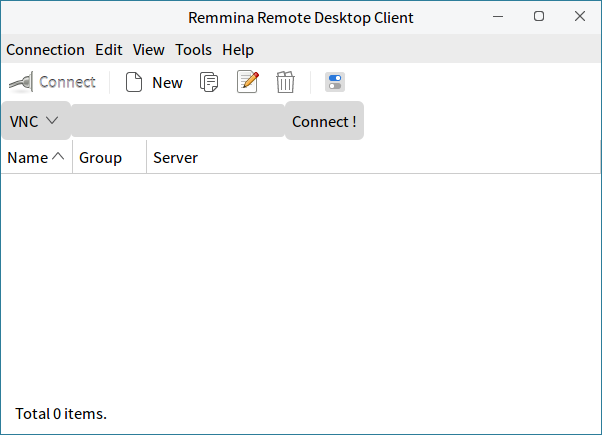 Remmina Remote Desktop Client
Connection Edit View Tools Help
Connect New
VNC Connect !
Name Group Server
Total 0 items.